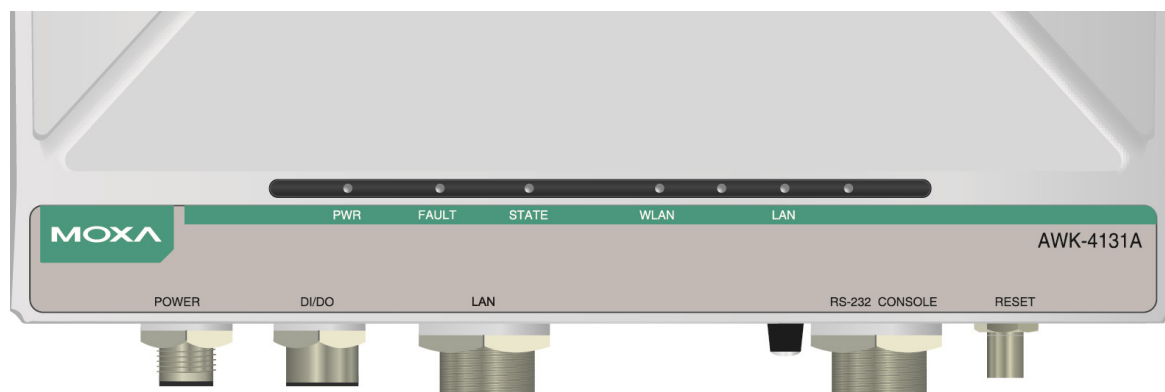 PWR FAULT STATE WLAN LAN
MOXA
AWK-4131A
POWER DI/DO LAN RS-232 CONSOLE RESET